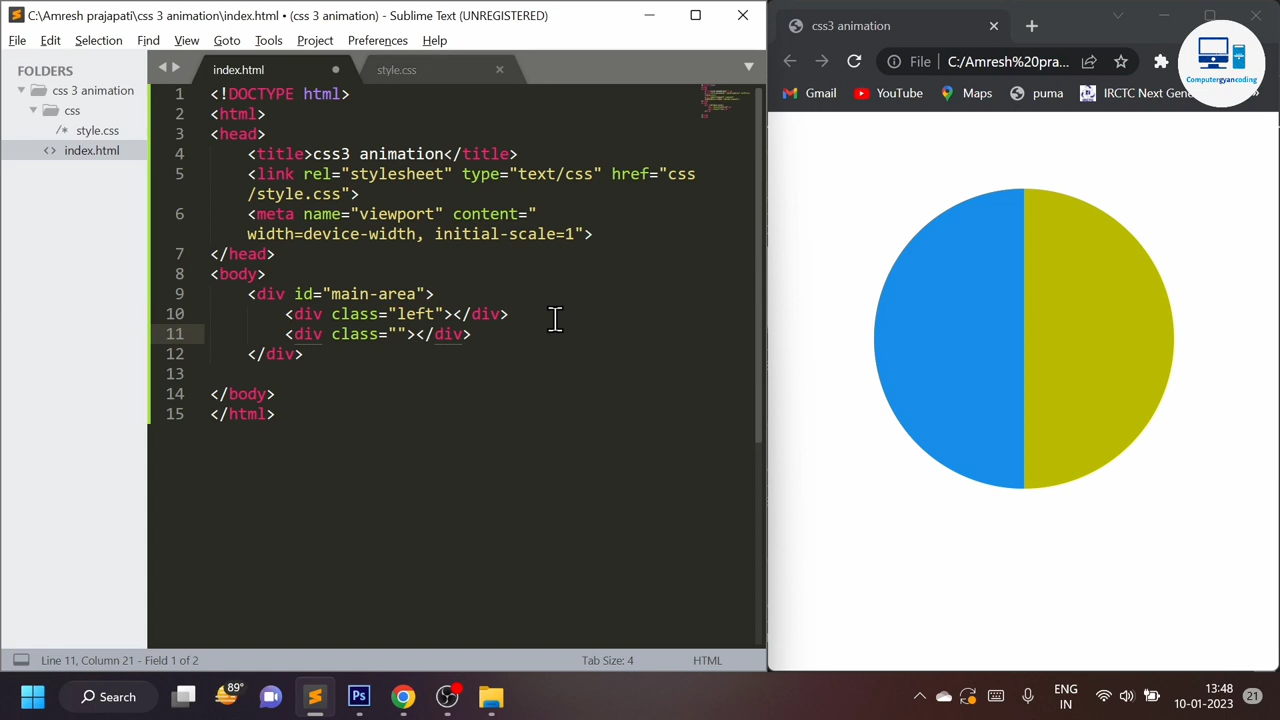 C:\Amresh prajapati\css 3 animation\index.html • (css 3 animation) - Sublime Text (UNREGISTERED)
File Edit Selection Find View Goto Tools Project Preferences Help
FOLDERS
css 3 animation
css
/* style.css
<> index.html
index.html
style.css
1 <!DOCTYPE html>
2 <html>
3 <head>
4 <title>css3 animation</title>
5 <link rel="stylesheet" type="text/css" href="css
/style.css">
6 <meta name="viewport" content="
width=device-width, initial-scale=1">
7 </head>
8 <body>
9 <div id="main-area">
10 <div class="left"></div>
11 <div class=""></div>
12 </div>
13
14 </body>
15 </html>
Line 11, Column 21 - Field 1 of 2
Tab Size: 4
HTML
css3 animation
File C:/Amresh%20pra...
Gmail YouTube Maps puma IRCTC Next Gene
Computergyancoding
89°
Search
Ps
ENG
IN
13:48
10-01-2023
21